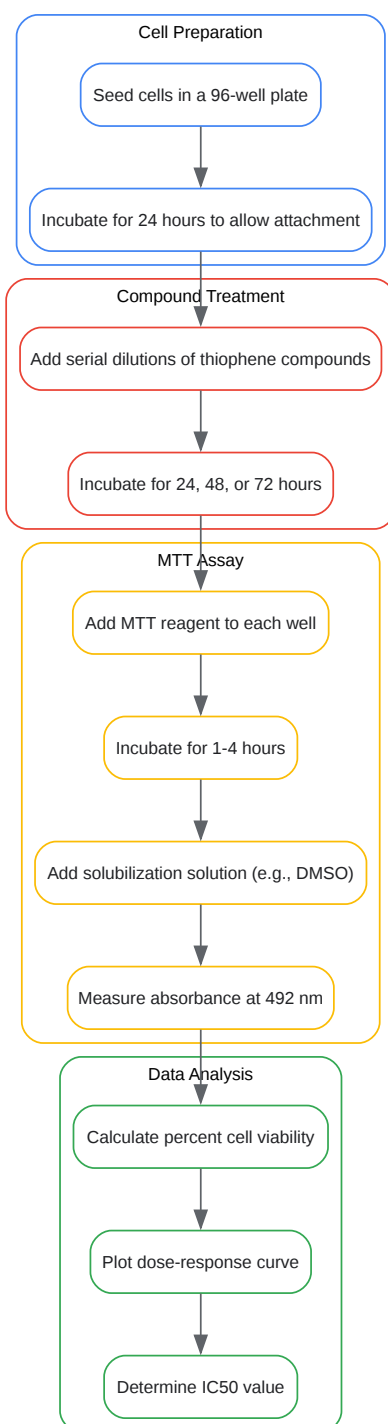 Cell Preparation
Seed cells in a 96-well plate
Incubate for 24 hours to allow attachment
Compound Treatment
Add serial dilutions of thiophene compounds
Incubate for 24, 48, or 72 hours
MTT Assay
Add MTT reagent to each well
Incubate for 1-4 hours
Add solubilization solution (e.g., DMSO)
Measure absorbance at 492 nm
Data Analysis
Calculate percent cell viability
Plot dose-response curve
Determine IC50 value